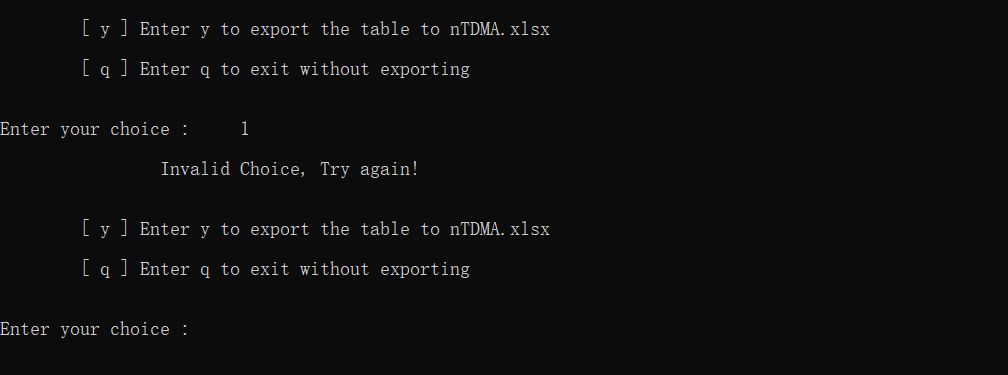 [ y ] Enter y to export the table to nTDMA.xlsx
[ q ] Enter q to exit without exporting
Enter your choice : 1
Invalid Choice, Try again!
[ y ] Enter y to export the table to nTDMA.xlsx
[ q ] Enter q to exit without exporting
Enter your choice :